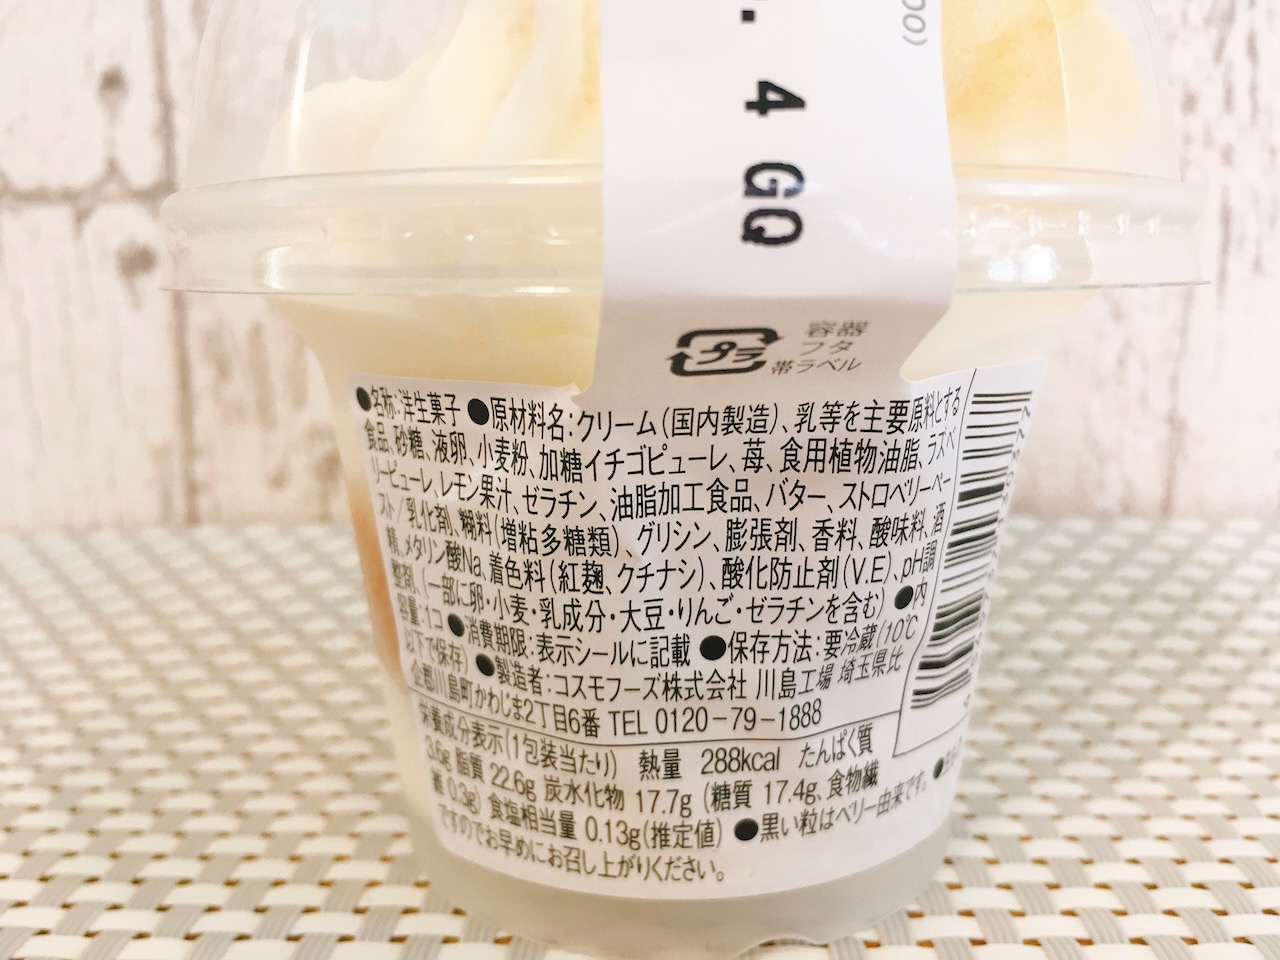 00)
. 4 GQ
プラ
容器
フタ
帯ラベル
●名称:洋生菓子 ●原材料名:クリーム(国内製造)、乳等を主要原料とする
食品、砂糖、液卵、小麦粉、加糖イチゴピューレ、苺、食用植物油脂、ラズベ
リーピューレ、レモン果汁、ゼラチン、油脂加工食品、バター、ストロベリーペー
スト/乳化剤、糊料(増粘多糖類)、グリシン、膨張剤、香料、酸味料、酒
精、メタリン酸Na、着色料(紅麹、クチナシ)、酸化防止剤(V.E)、pH調
整剤、(一部に卵・小麦・乳成分・大豆・りんご・ゼラチンを含む) ●内
容量:1コ ●消費期限:表示シールに記載 ●保存方法:要冷蔵(10℃
以下で保存) ●製造者:コスモフーズ株式会社 川島工場 埼玉県比
企郡川島町かわじま2丁目6番 TEL 0120-79-1888
栄養成分表示(1包装当たり) 熱量 288kcal たんぱく質
3.6g 脂質 22.6g 炭水化物 17.7g (糖質 17.4g、食物繊
維 0.3g) 食塩相当量 0.13g(推定値) ●黒い粒はベリー由来です。 ●
ですのでお早めにお召し上がりください。